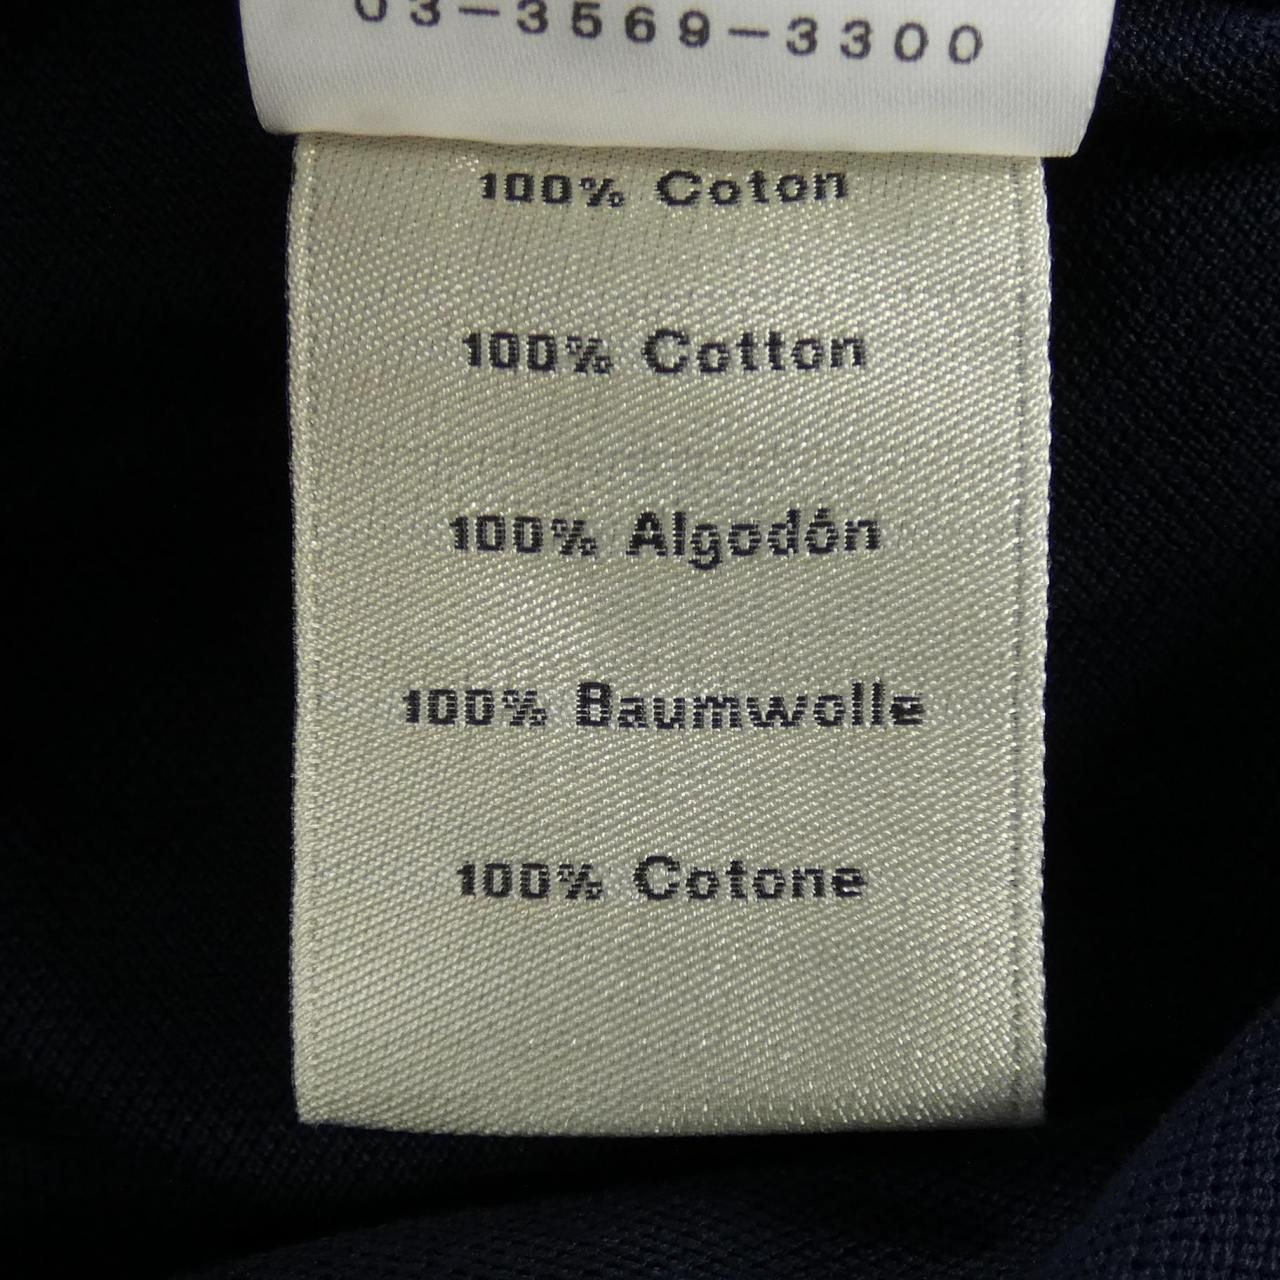 03-3569-3300
100% Coton
100% Cotton
100% Algodón
100% Baumwolle
100% Cotone